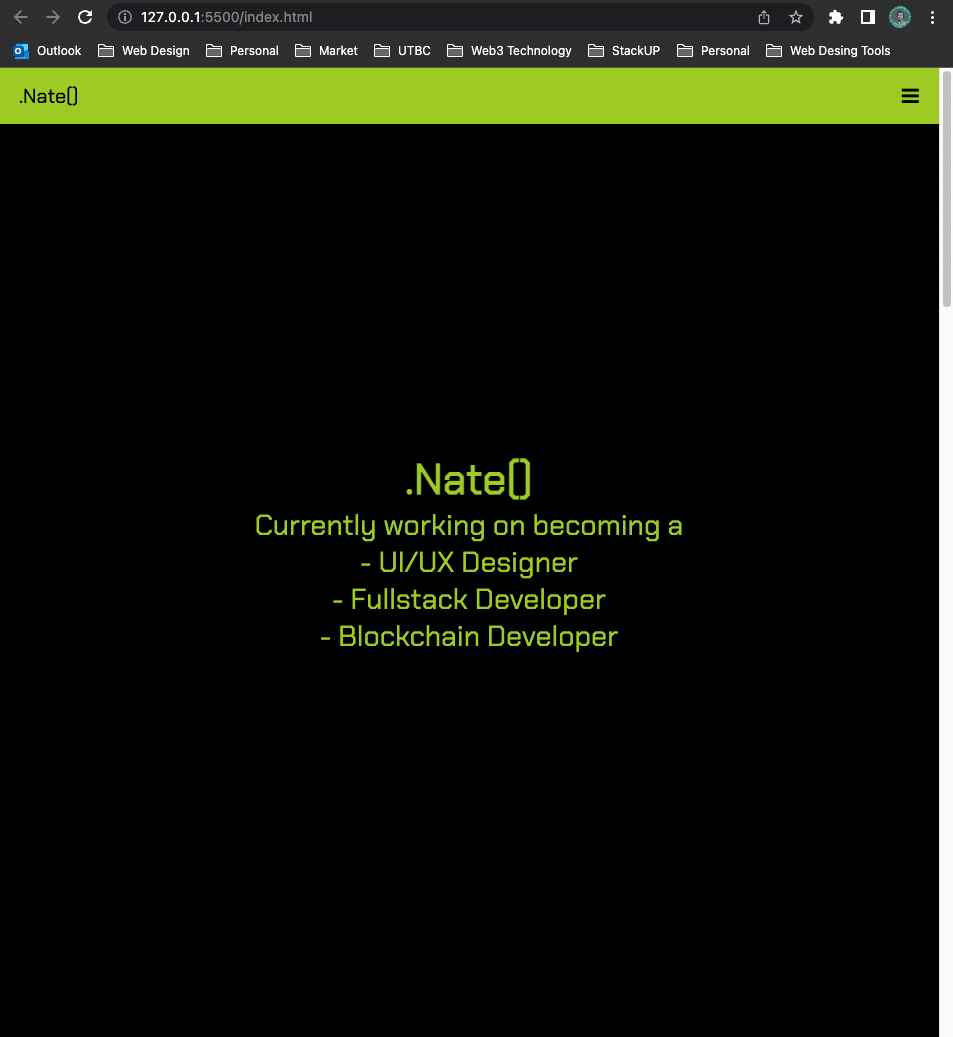 127.0.0.1:5500/index.html
Outlook Web Design Personal Market UTBC Web3 Technology StackUP Personal Web Desing Tools
.Nate()
.Nate()
Currently working on becoming a
- UI/UX Designer
- Fullstack Developer
- Blockchain Developer